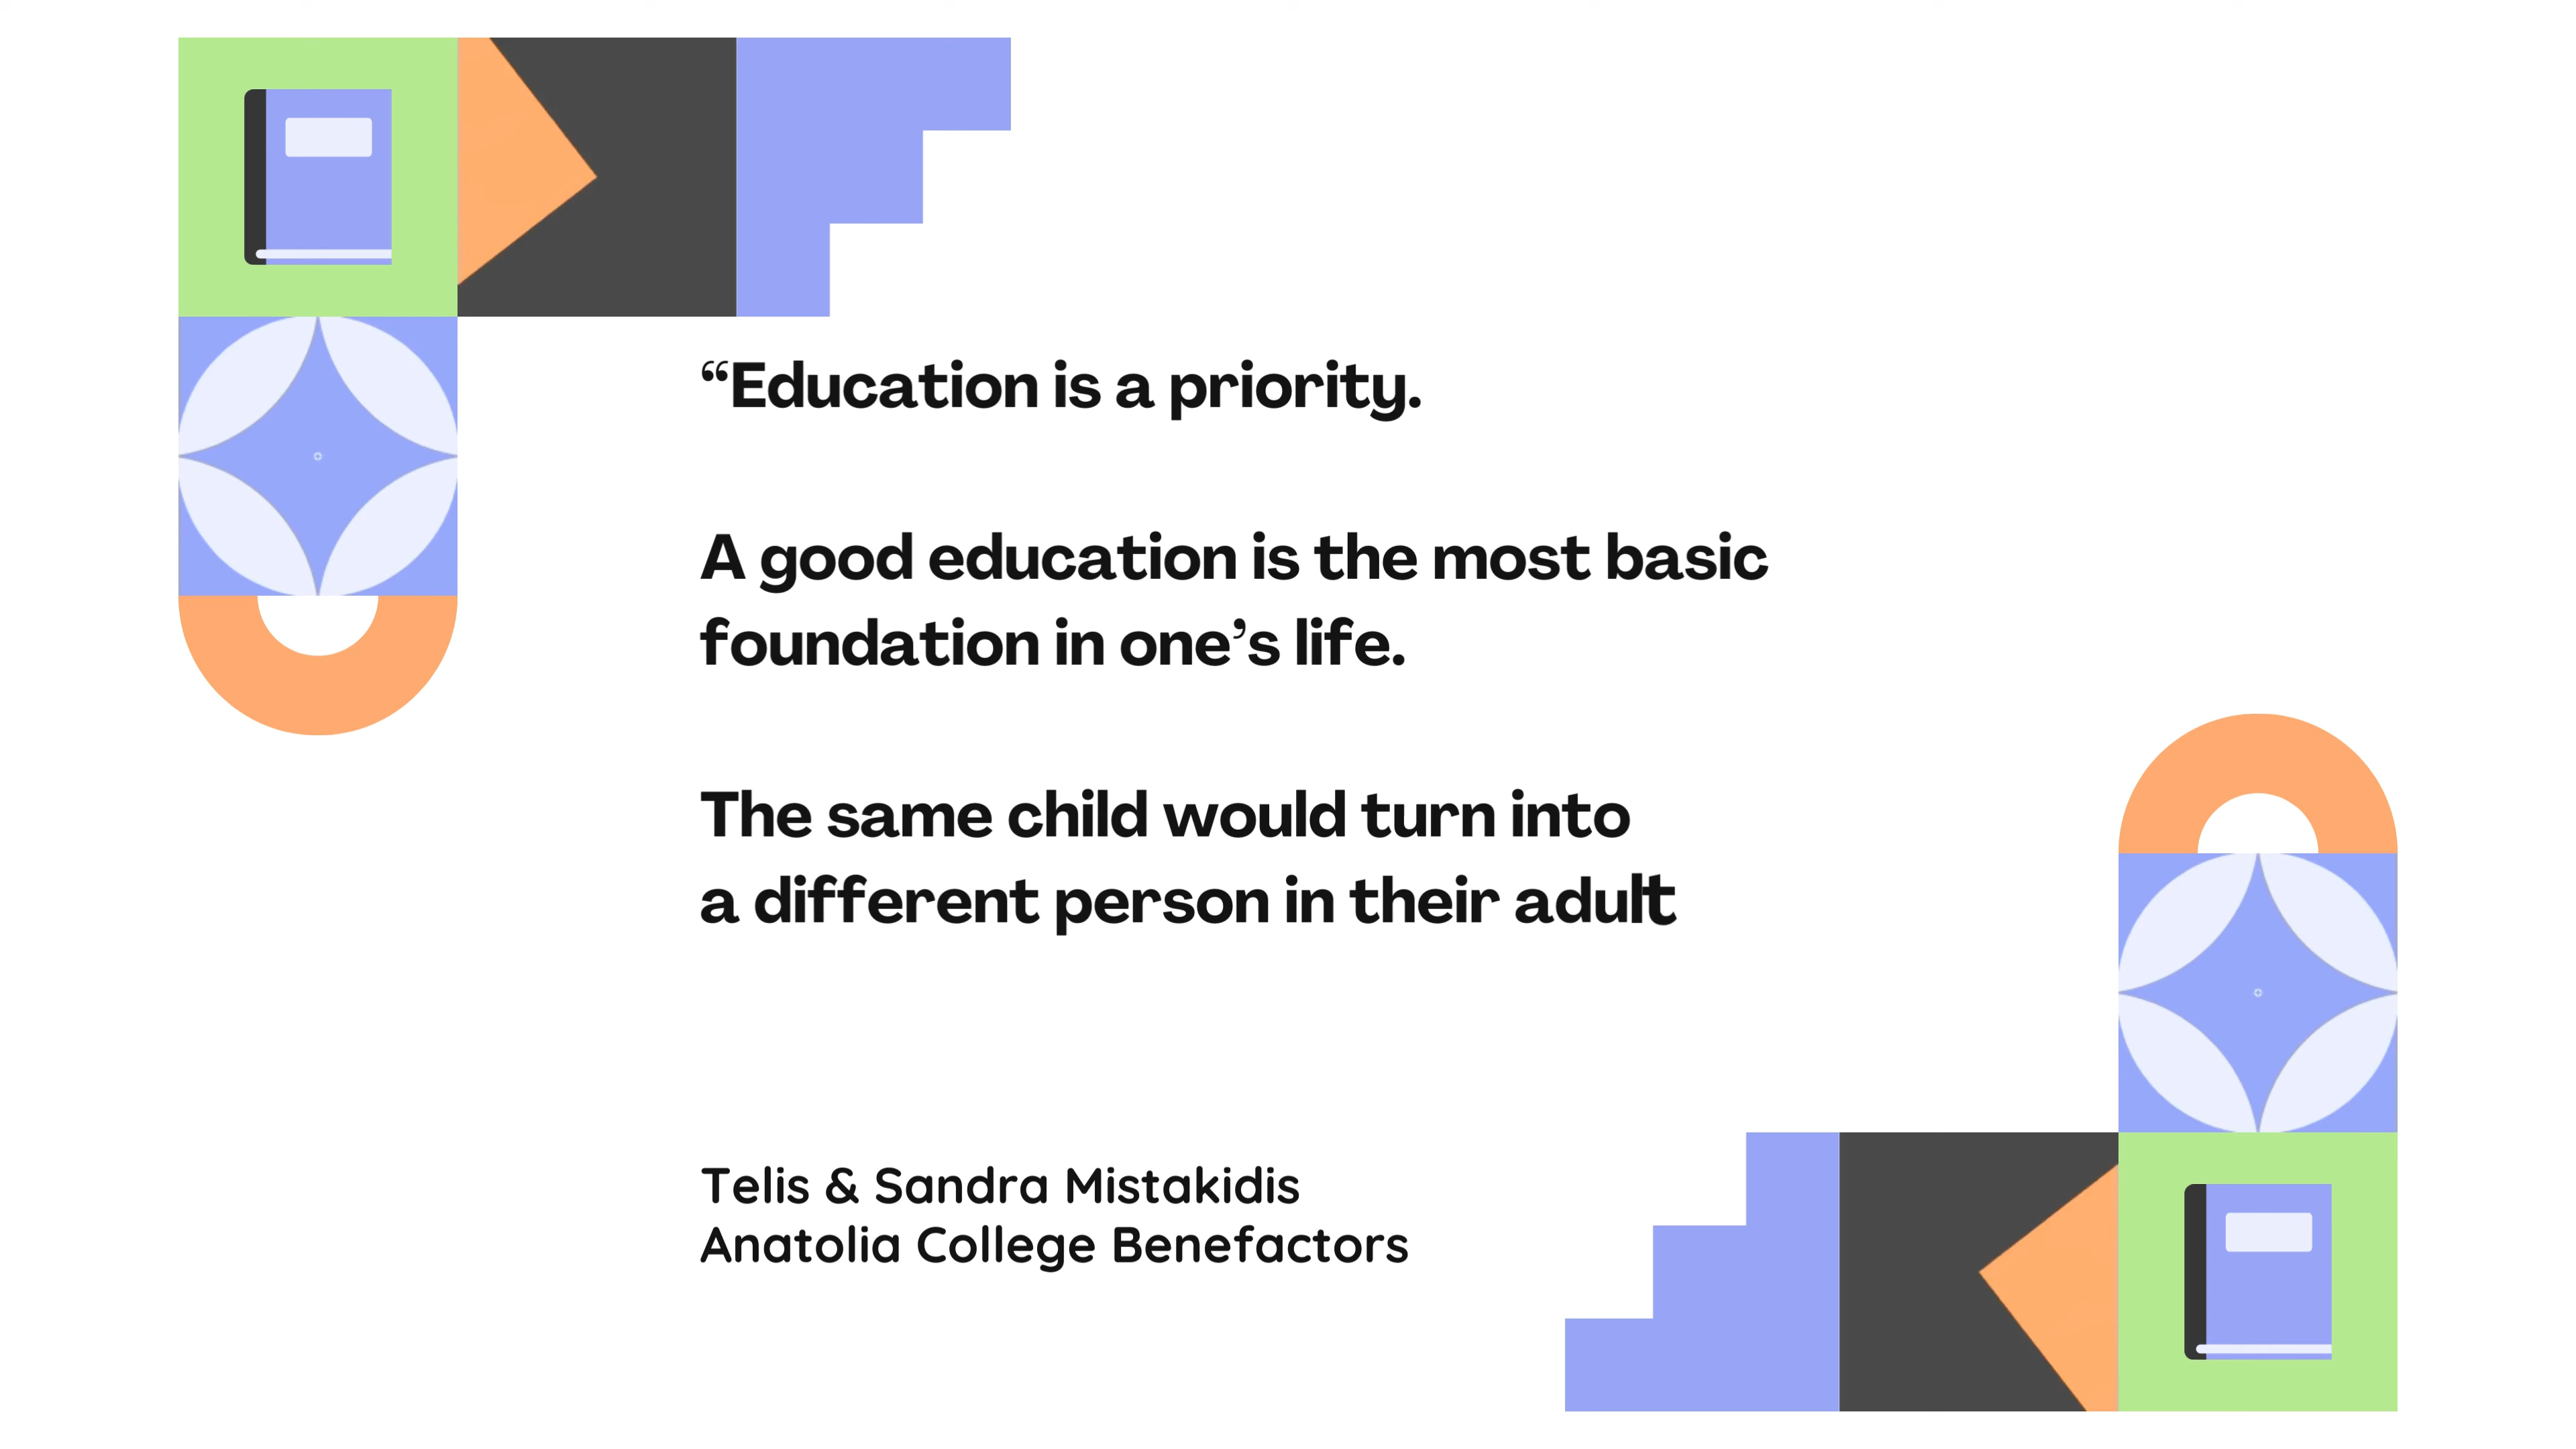 “Education is a priority.
A good education is the most basic
foundation in one’s life.
The same child would turn into
a different person in their adult
Telis & Sandra Mistakidis
Anatolia College Benefactors